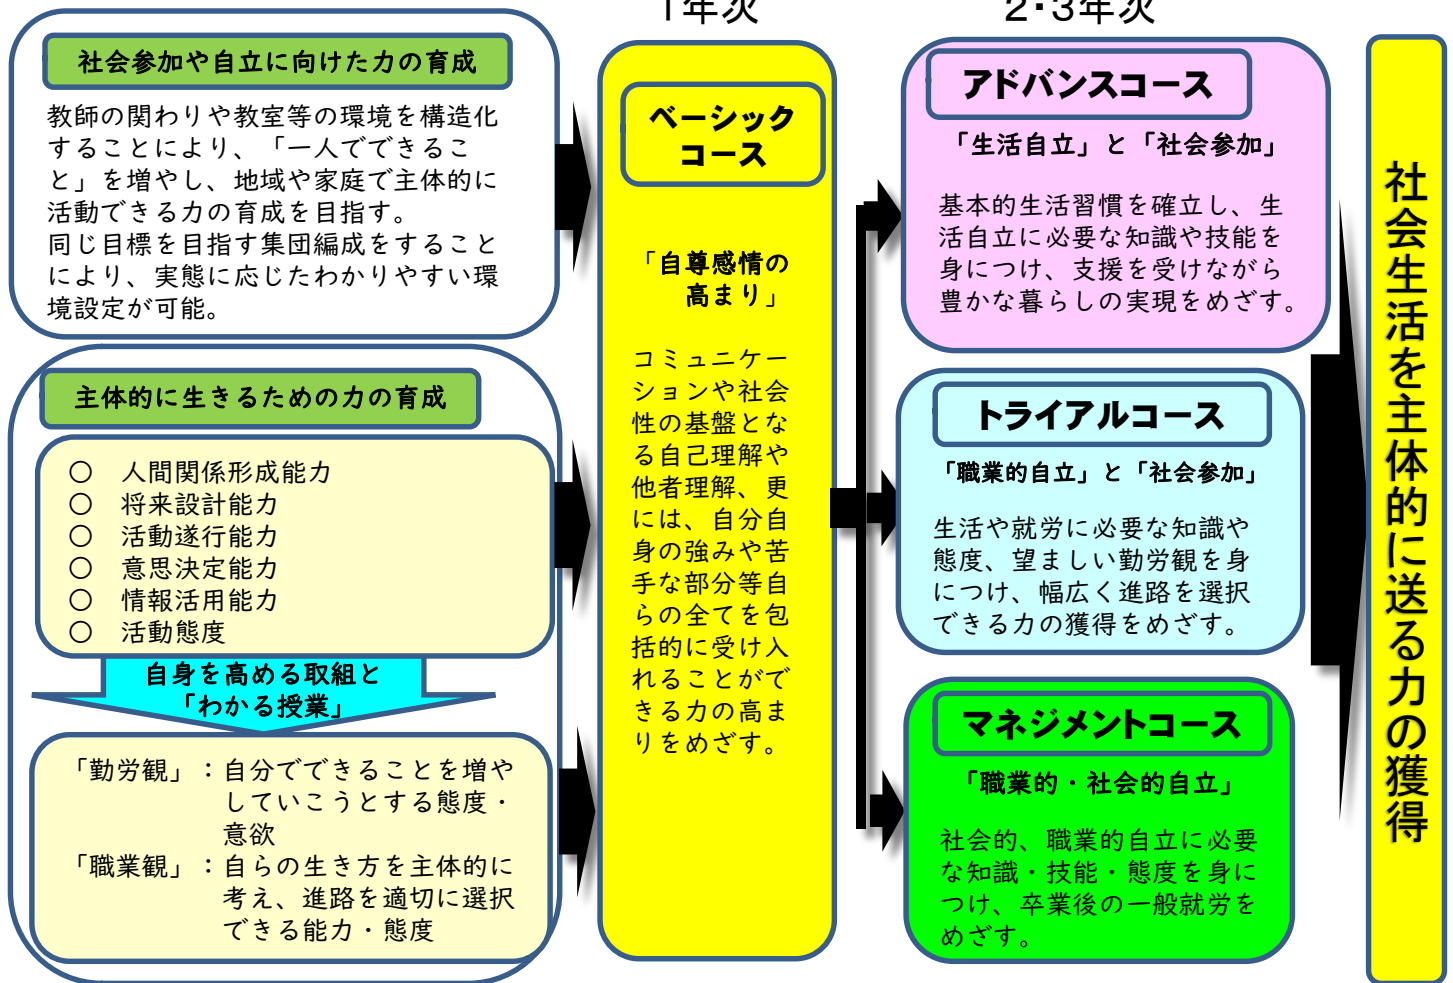 1年次
2・3年次
社会参加や自立に向けた力の育成
教師の関わりや教室等の環境を構造化
することにより、「一人でできるこ
と」を増やし、地域や家庭で主体的に
活動できる力の育成を目指す。
同じ目標を目指す集団編成をすること
により、実態に応じたわかりやすい環
境設定が可能。
主体的に生きるための力の育成
○　人間関係形成能力
○　将来設計能力
○　活動遂行能力
○　意思決定能力
○　情報活用能力
○　活動態度
自身を高める取組と
「わかる授業」
「勤労観」：自分でできることを増や
していこうとする態度・
意欲
「職業観」：自らの生き方を主体的に
考え、進路を適切に選択
できる能力・態度
ベーシック
コース
「自尊感情の
高まり」
コミュニケー
ションや社会
性の基盤とな
る自己理解や
他者理解、更
には、自分自
身の強みや苦
手な部分等自
らの全てを包
括的に受け入
れることがで
きる力の高ま
りをめざす。
アドバンスコース
「生活自立」と「社会参加」
基本的生活習慣を確立し、生
活自立に必要な知識や技能を
身につけ、支援を受けながら
豊かな暮らしの実現をめざす。
トライアルコース
「職業的自立」と「社会参加」
生活や就労に必要な知識や
態度、望ましい勤労観を身
につけ、幅広く進路を選択
できる力の獲得をめざす。
マネジメントコース
「職業的・社会的自立」
社会的、職業的自立に必要
な知識・技能・態度を身に
つけ、卒業後の一般就労を
めざす。
社会生活を主体的に送る力の獲得